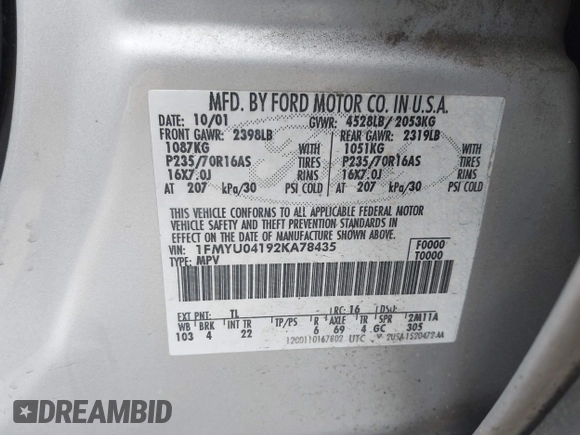 MFD. BY FORD MOTOR CO. IN U.S.A.
DATE: 10/01 GVWR: 4528LB/ 2053KG
FRONT GAWR: 2398LB REAR GAWR: 2319LB
1087KG WITH 1051KG WITH
P235/70R16AS TIRES P235/70R16AS TIRES
16X7.0J RIMS 16X7.0J RIMS
AT 207 kPa/30 PSI COLD AT 207 kPa/30 PSI COLD
THIS VEHICLE CONFORMS TO ALL APPLICABLE FEDERAL MOTOR
VEHICLE SAFETY AND THEFT PREVENTION STANDARDS IN
EFFECT ON THE DATE OF MANUFACTURE SHOWN ABOVE.
VIN: 1FMYU04192KA78435 F0000
TYPE: MPV T0000
EXT PNT: TL RC: 16 DSO:
WB BRK INT TR TP/PS R AXLE TR SPR 2M11A
103 4 22 6 69 4 GC 305
UTC
DREAMBID